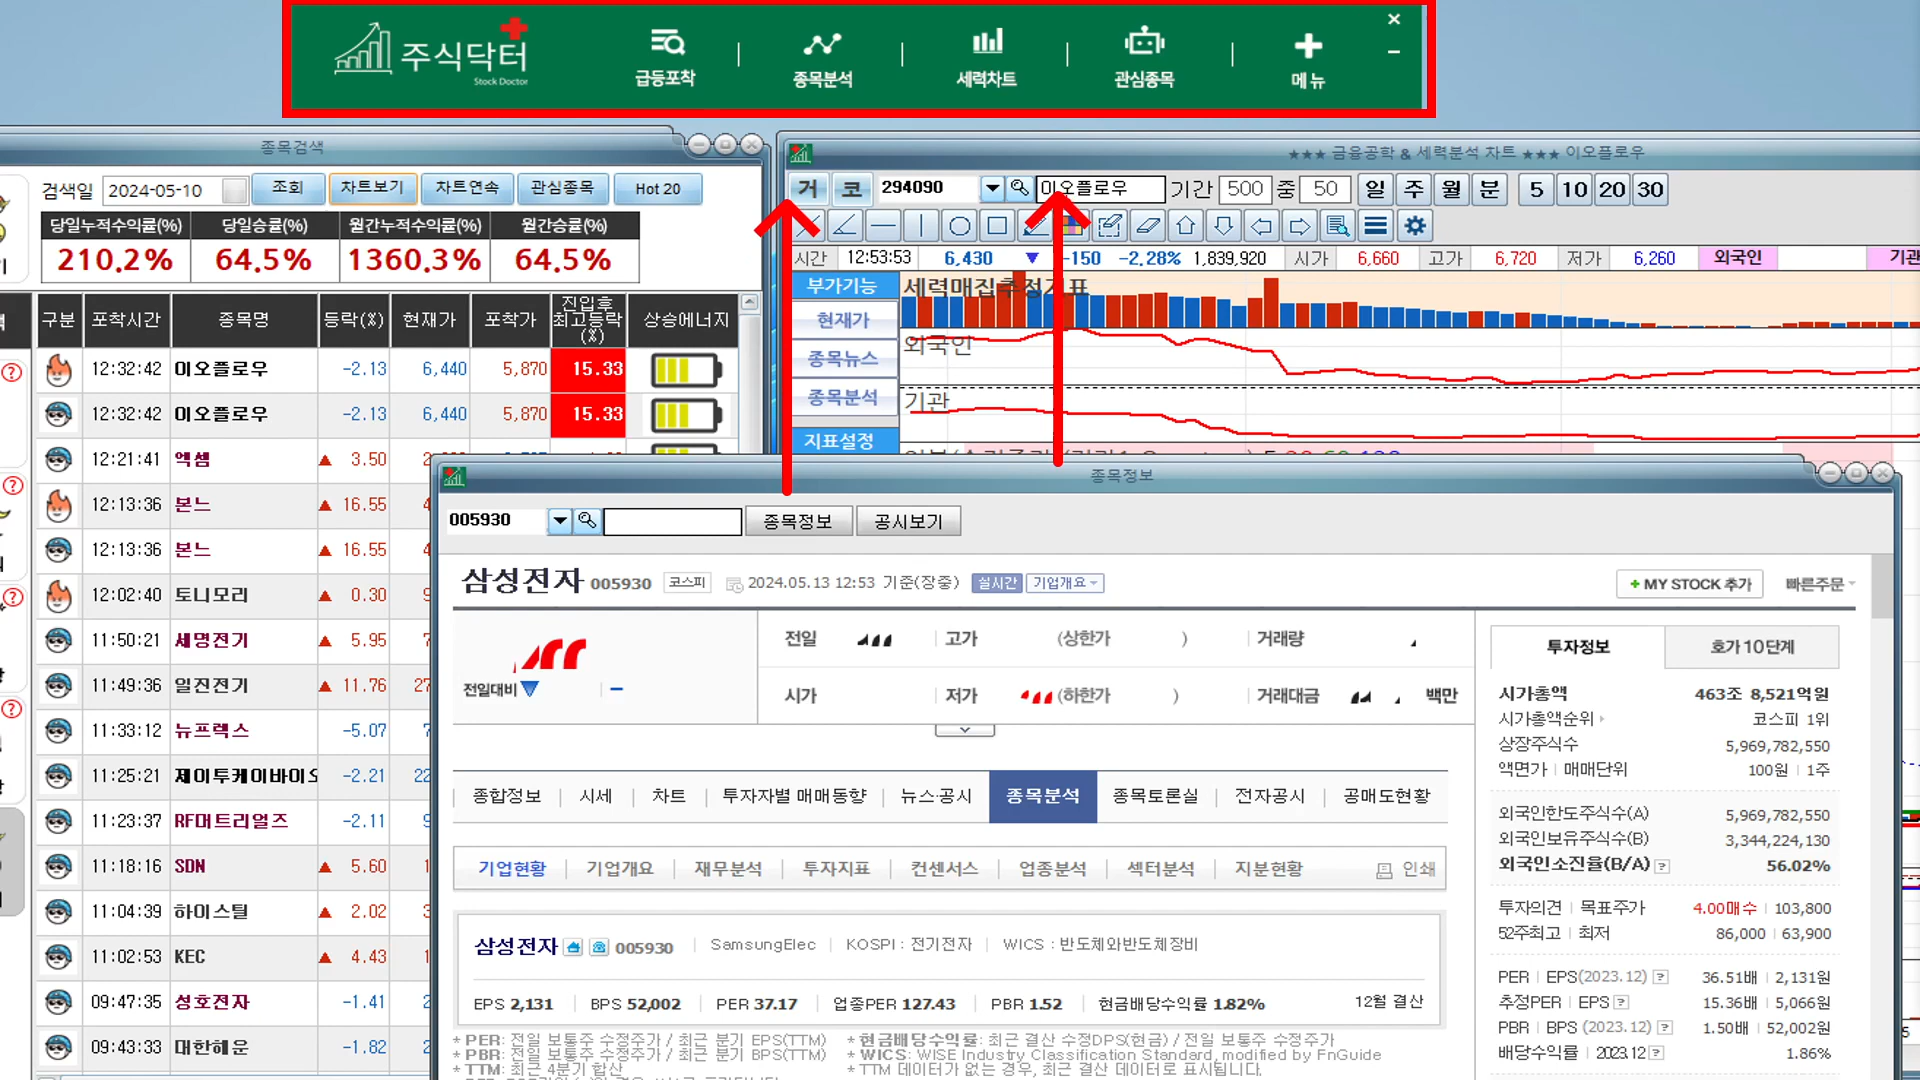 주식닥터
Stock Doctor
급등포착
종목분석
세력차트
관심종목
메뉴
종목검색
검색일 2024-05-10 조회 차트보기 차트연속 관심종목 Hot 20
당일누적수익률(%) 당일승률(%) 월간누적수익률(%) 월간승률(%)
210.2% 64.5% 1360.3% 64.5%
구분 포착시간 종목명 등락(%) 현재가 포착가 진입후 최고등락 (%) 상승에너지
12:32:42 이오플로우 -2.13 6,440 5,870 15.33
12:32:42 이오플로우 -2.13 6,440 5,870 15.33
12:21:41 엑셈 ▲ 3.50
12:13:36 본느 ▲ 16.55
12:13:36 본느 ▲ 16.55
12:02:40 토니모리 ▲ 0.30
11:50:21 세명전기 ▲ 5.95
11:49:36 일진전기 ▲ 11.76
11:33:12 뉴프렉스 -5.07
11:25:21 제이투케이바이오 -2.21
11:23:37 RF머트리얼즈 -2.11
11:18:16 SDN ▲ 5.60
11:04:39 하이스틸 ▲ 2.02
11:02:53 KEC ▲ 4.43
09:47:35 성호전자 -1.41
09:43:33 대한해운 -1.82
★★★ 금융공학 & 세력분석 차트 ★★★ 이오플로우
거 코 294090 이오플로우 기간 500 중 50 일 주 월 분 5 10 20 30
시간 12:53:53 6,430 ▼ -150 -2.28% 1,839,920 시가 6,660 고가 6,720 저가 6,260 외국인 기관
부가기능
현재가
종목뉴스
종목분석
지표설정
세력매집추정지표
외국인
기관
종목정보
005930 종목정보 공시보기
삼성전자 005930 코스피 2024.05.13 12:53 기준(장중) 실시간 기업개요
+ MY STOCK 추가 빠른주문
전일대비 ▼
전일 고가 (상한가 ) 거래량
시가 저가 (하한가 ) 거래대금 백만
종합정보 시세 차트 투자자별 매매동향 뉴스·공시 종목분석 종목토론실 전자공시 공매도현황
기업현황 기업개요 재무분석 투자지표 컨센서스 업종분석 섹터분석 지분현황 인쇄
삼성전자 005930 SamsungElec KOSPI : 전기전자 WICS : 반도체와반도체장비
EPS 2,131 BPS 52,002 PER 37.17 업종PER 127.43 PBR 1.52 현금배당수익률 1.82% 12월 결산
* PER: 전일 보통주 수정주가 / 최근 분기 EPS(TTM) * 현금배당수익률: 최근 결산 수정DPS(현금) / 전일 보통주 수정주가
* PBR: 전일 보통주 수정주가 / 최근 분기 BPS(TTM) * WICS: WISE Industry Classification Standard, modified by FnGuide
* TTM: 최근 4분기 합산 * TTM 데이터가 없는 경우, 최근 결산 데이터로 표시됩니다.
투자정보 호가 10단계
시가총액 463조 8,521억원
시가총액순위 코스피 1위
상장주식수 5,969,782,550
액면가 매매단위 100원 1주
외국인한도주식수(A) 5,969,782,550
외국인보유주식수(B) 3,344,224,130
외국인소진율(B/A) ? 56.02%
투자의견 목표주가 4.00매수 103,800
52주최고 최저 86,000 63,900
PER EPS(2023.12) ? 36.51배 2,131원
추정PER EPS ? 15.36배 5,066원
PBR BPS (2023.12) ? 1.50배 52,002원
배당수익률 2023.12 ? 1.86%